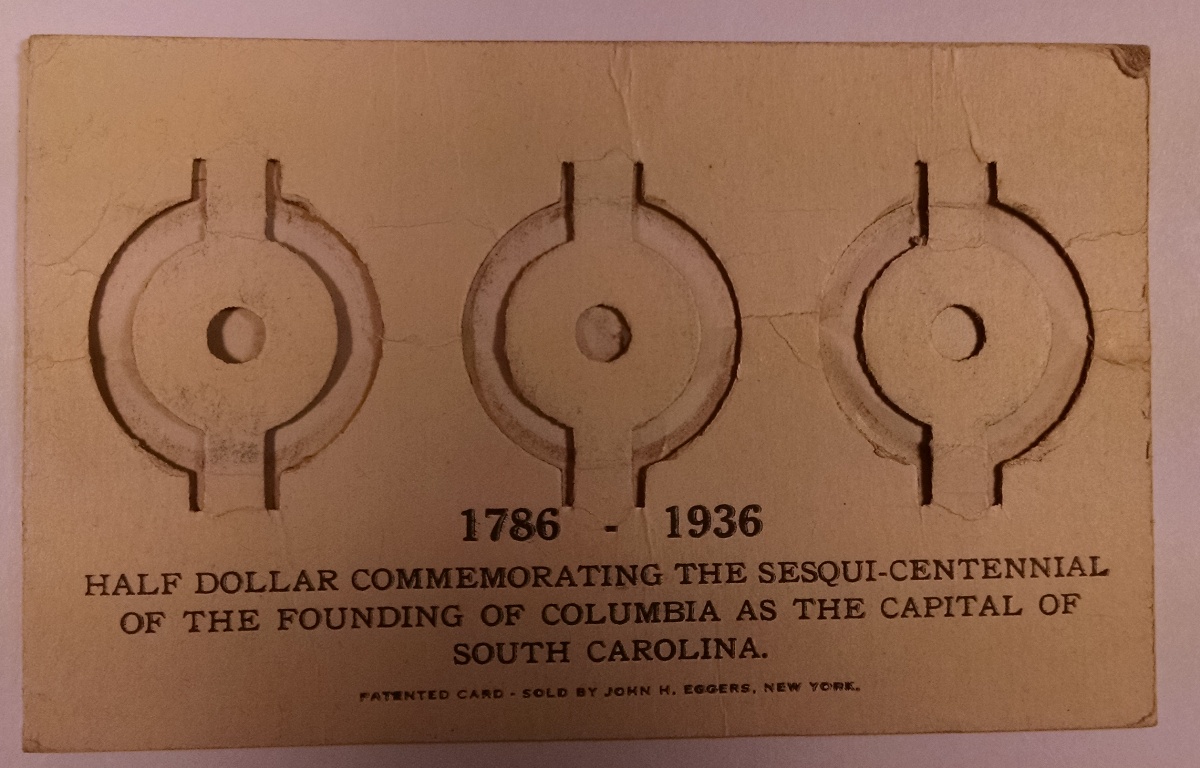 1786 - 1936
HALF DOLLAR COMMEMORATING THE SESQUI-CENTENNIAL
OF THE FOUNDING OF COLUMBIA AS THE CAPITAL OF
SOUTH CAROLINA.
PATENTED CARD - SOLD BY JOHN H. EGGERS, NEW YORK.